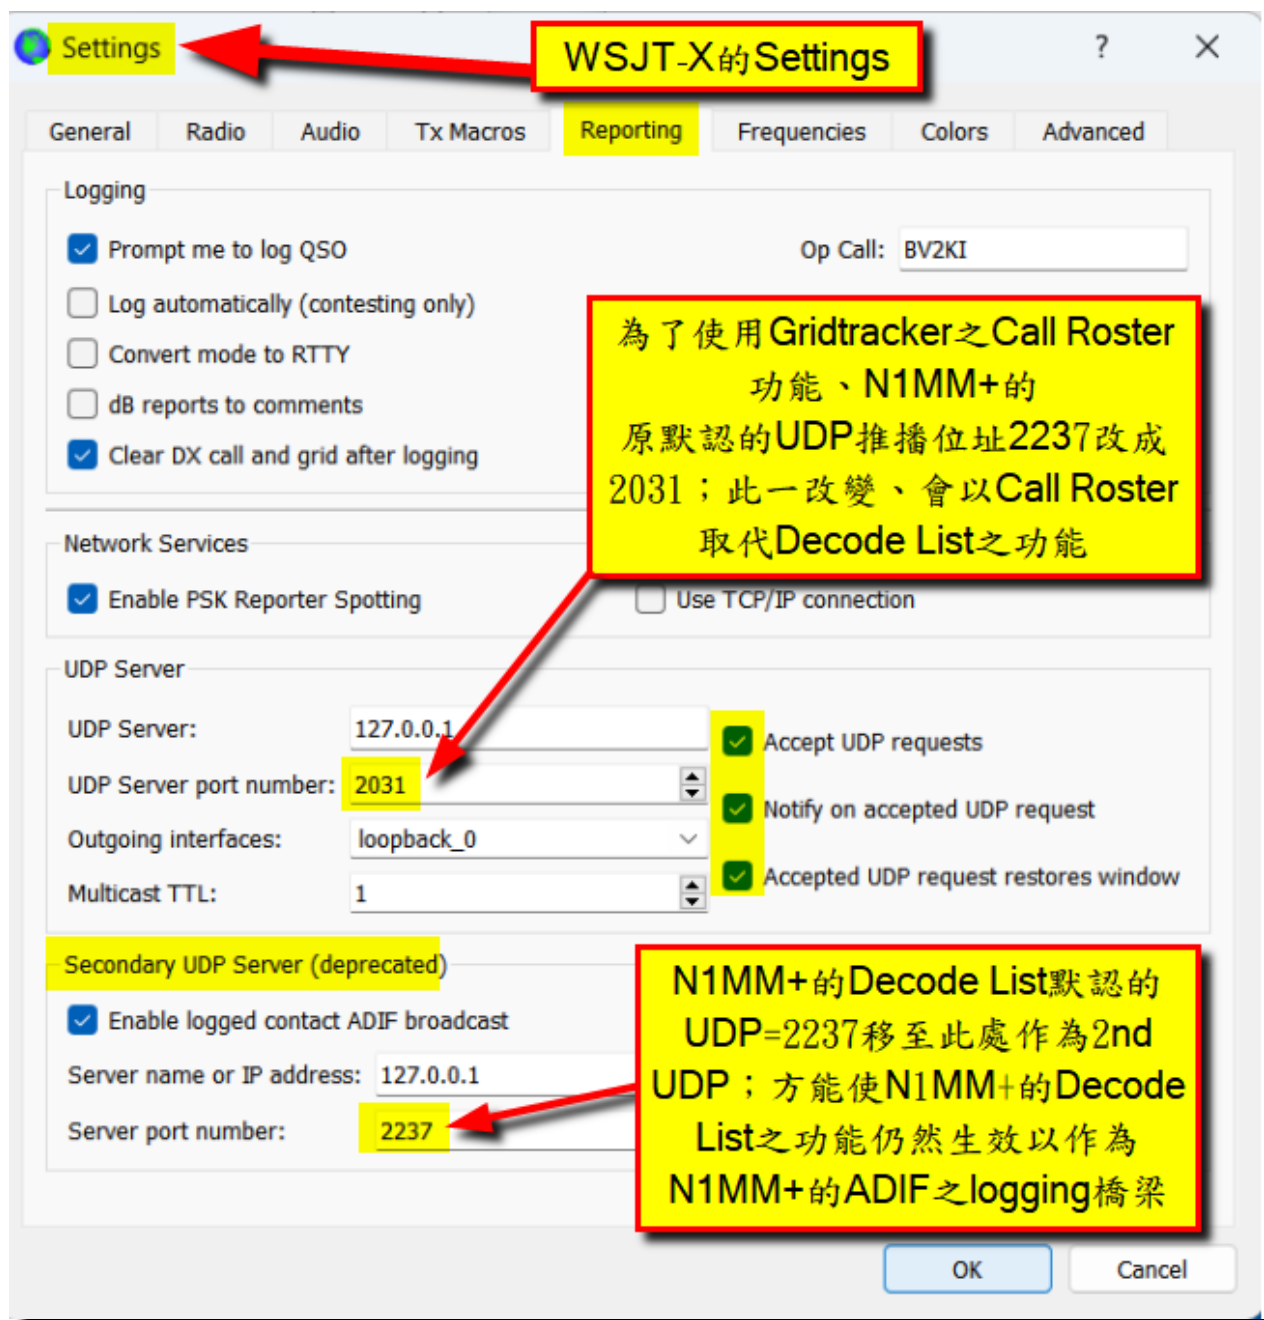 Settings
WSJT-X的Settings
?
General Radio Audio Tx Macros Reporting Frequencies Colors Advanced
Logging
Prompt me to log QSO
Op Call: BV2KI
Log automatically (contesting only)
Convert mode to RTTY
dB reports to comments
Clear DX call and grid after logging
為了使用Gridtracker之Call Roster
功能、N1MM+的
原默認的UDP推播位址2237改成
2031；此一改變、會以Call Roster
取代Decode List之功能
Network Services
Enable PSK Reporter Spotting
Use TCP/IP connection
UDP Server
UDP Server: 127.0.0.1
Accept UDP requests
UDP Server port number: 2031
Notify on accepted UDP request
Outgoing interfaces: loopback_0
Accepted UDP request restores window
Multicast TTL: 1
Secondary UDP Server (deprecated)
Enable logged contact ADIF broadcast
Server name or IP address: 127.0.0.1
Server port number: 2237
N1MM+的Decode List默認的
UDP=2237移至此處作為2nd
UDP；方能使N1MM+的Decode
List之功能仍然生效以作為
N1MM+的ADIF之logging橋梁
OK Cancel